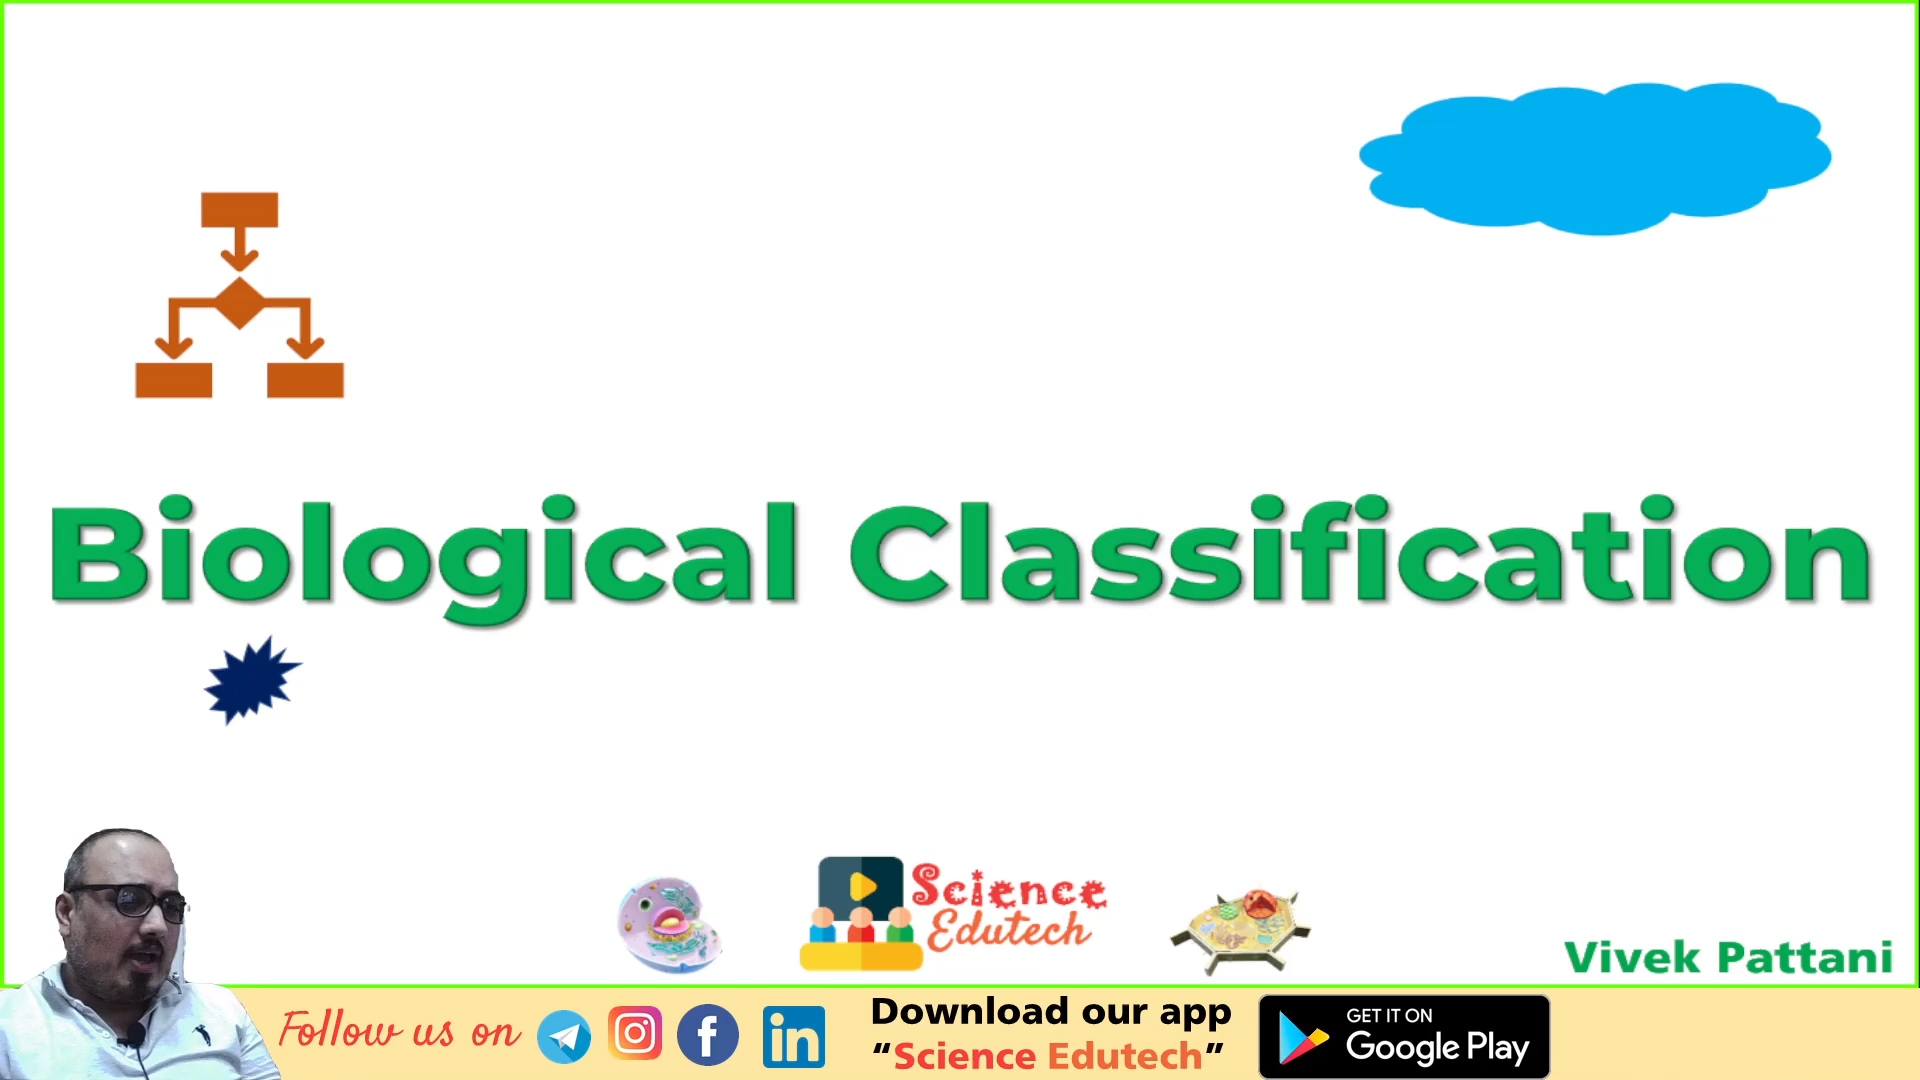 Biological Classification
Science
Edutech
Vivek Pattani
Follow us on
in
Download our app
“Science Edutech”
GET IT ON
Google Play